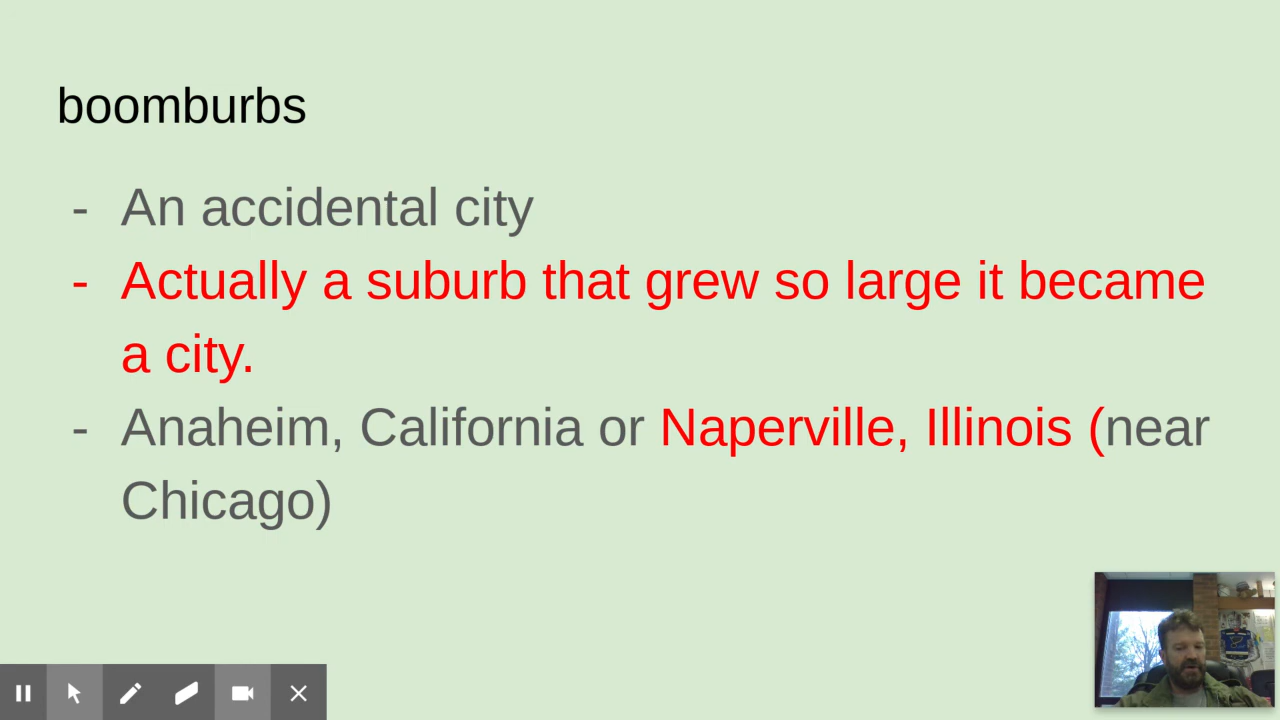 boomburbs
- An accidental city
- Actually a suburb that grew so large it became
a city.
- Anaheim, California or Naperville, Illinois (near
Chicago)